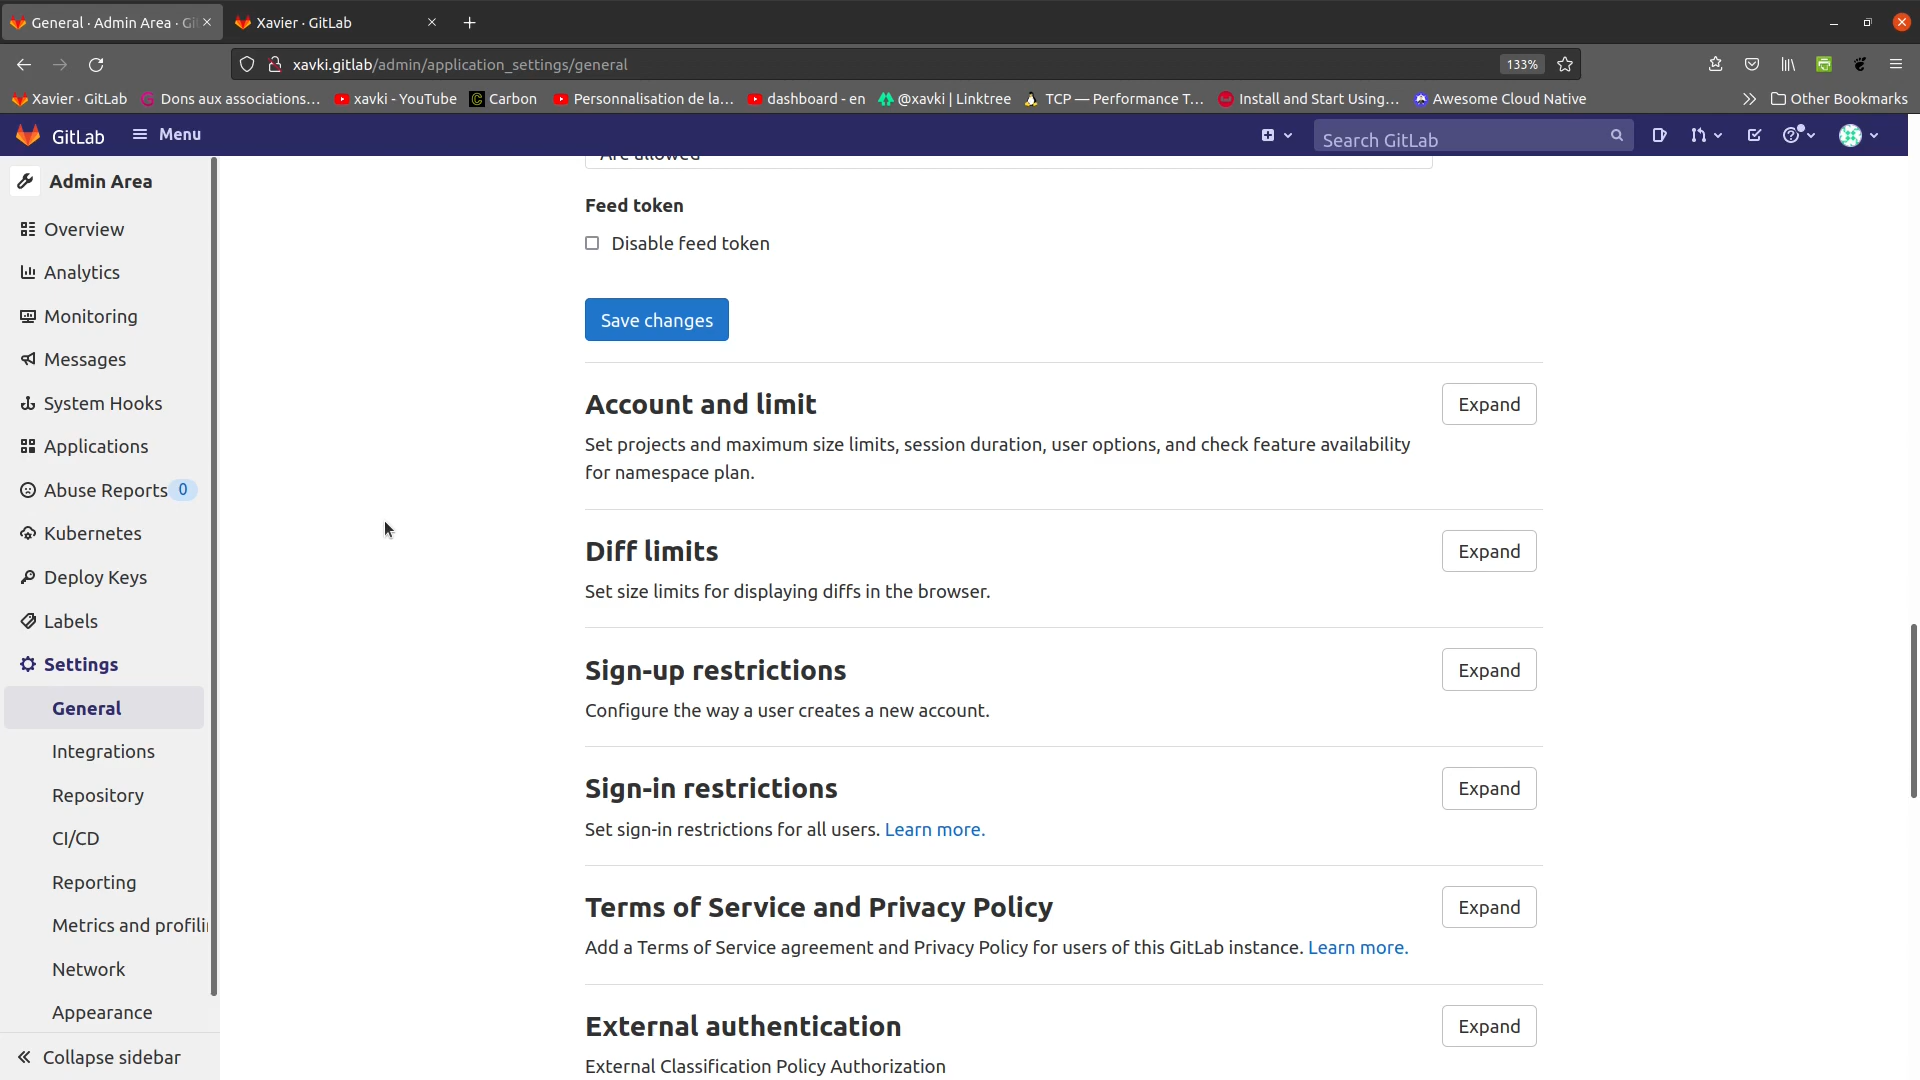 General · Admin Area · Gi
Xavier · GitLab
xavki.gitlab/admin/application_settings/general
133%
Xavier · GitLab
Dons aux associations...
xavki - YouTube
Carbon
Personnalisation de la...
dashboard - en
@xavki | Linktree
TCP — Performance T...
Install and Start Using...
Awesome Cloud Native
Other Bookmarks
GitLab
Menu
Search GitLab
Admin Area
Overview
Analytics
Monitoring
Messages
System Hooks
Applications
Abuse Reports 0
Kubernetes
Deploy Keys
Labels
Settings
General
Integrations
Repository
CI/CD
Reporting
Metrics and profili
Network
Appearance
Collapse sidebar
Are allowed
Feed token
Disable feed token
Save changes
Account and limit
Expand
Set projects and maximum size limits, session duration, user options, and check feature availability
for namespace plan.
Diff limits
Expand
Set size limits for displaying diffs in the browser.
Sign-up restrictions
Expand
Configure the way a user creates a new account.
Sign-in restrictions
Expand
Set sign-in restrictions for all users. Learn more.
Terms of Service and Privacy Policy
Expand
Add a Terms of Service agreement and Privacy Policy for users of this GitLab instance. Learn more.
External authentication
Expand
External Classification Policy Authorization